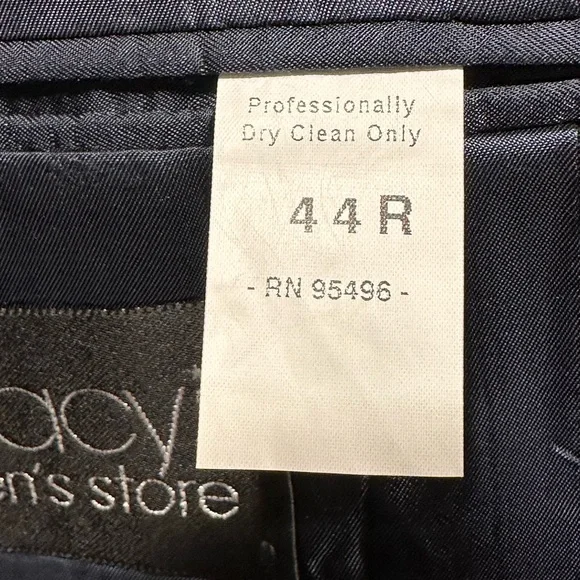 Professionally
Dry Clean Only
44R
- RN 95496 -
acy
en's store